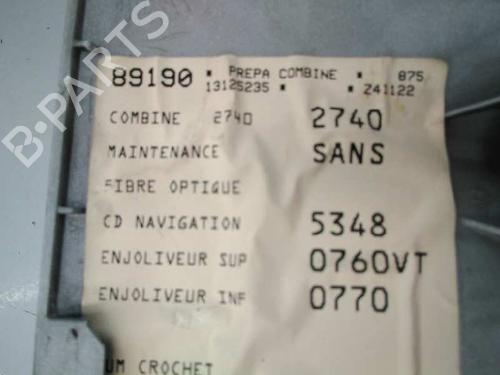 89190 * PREPA COMBINE * 875
13125235 * * Z41122
COMBINE 2740 2740
MAINTENANCE SANS
FIBRE OPTIQUE
CD NAVIGATION 5348
ENJOLIVEUR SUP 0760VT
ENJOLIVEUR INF 0770
UM CROCHET
B-PARTS